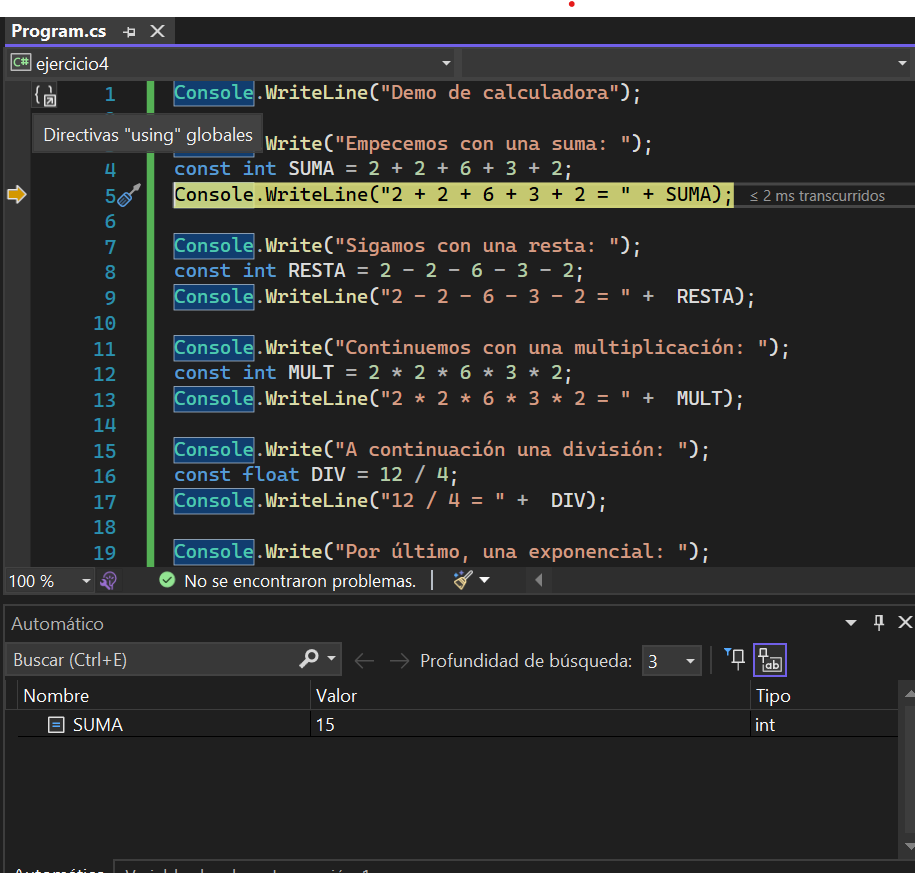 Program.cs
C# ejercicio4
1 Console.WriteLine("Demo de calculadora");
Directivas "using" globales
Write("Empecemos con una suma: ");
4 const int SUMA = 2 + 2 + 6 + 3 + 2;
5 Console.WriteLine("2 + 2 + 6 + 3 + 2 = " + SUMA); ≤ 2 ms transcurridos
6
7 Console.Write("Sigamos con una resta: ");
8 const int RESTA = 2 - 2 - 6 - 3 - 2;
9 Console.WriteLine("2 - 2 - 6 - 3 - 2 = " +  RESTA);
10
11 Console.Write("Continuemos con una multiplicación: ");
12 const int MULT = 2 * 2 * 6 * 3 * 2;
13 Console.WriteLine("2 * 2 * 6 * 3 * 2 = " +  MULT);
14
15 Console.Write("A continuación una división: ");
16 const float DIV = 12 / 4;
17 Console.WriteLine("12 / 4 = " +  DIV);
18
19 Console.Write("Por último, una exponencial: ");
100 % No se encontraron problemas.
Automático
Buscar (Ctrl+E) Profundidad de búsqueda: 3
Nombre Valor Tipo
SUMA 15 int